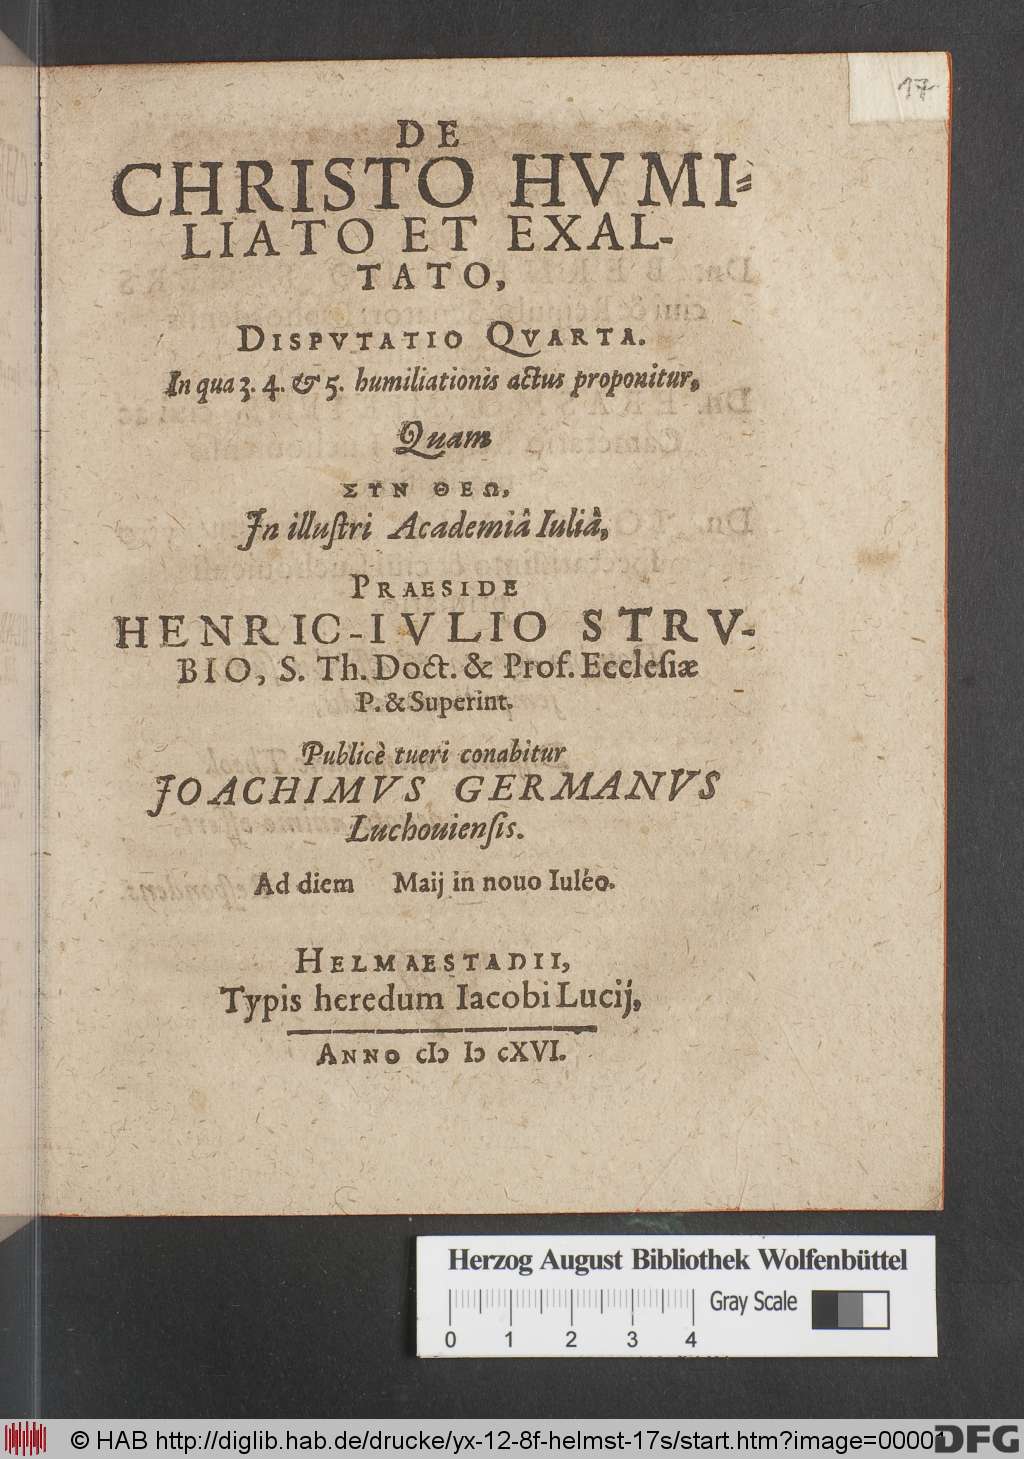 17
DE
CHRISTO HVMI-
LIATO ET EXAL-
TATO,
DISPVTATIO QVARTA.
In qua 3. 4. & 5. humiliationis actus proponitur,
Quam
ΣΥΝ ΘΕΩ,
In illuſtri Academiâ Iuliâ,
PRAESIDE
HENRIC-IVLIO STRV-
BIO, S. Th. Doct. & Prof. Eccleſiæ
P. & Superint.
Publicè tueri conabitur
JOACHIMVS GERMANVS
Luchouienſis.
Ad diem Maij in nouo Iuléo.
HELMAESTADII,
Typis heredum Iacobi Lucij,
ANNO cIↄ Iↄ cXVI.
Herzog August Bibliothek Wolfenbüttel
Gray Scale
0 1 2 3 4
© HAB http://diglib.hab.de/drucke/yx-12-8f-helmst-17s/start.htm?image=00001
DFG